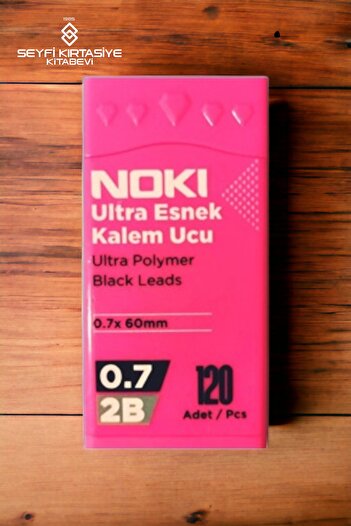 1985
SEYFİ KIRTASİYE
KİTABEVİ
NOKI
Ultra Esnek
Kalem Ucu
Ultra Polymer
Black Leads
0.7x 60mm
0.7
2B
120
Adet / Pcs